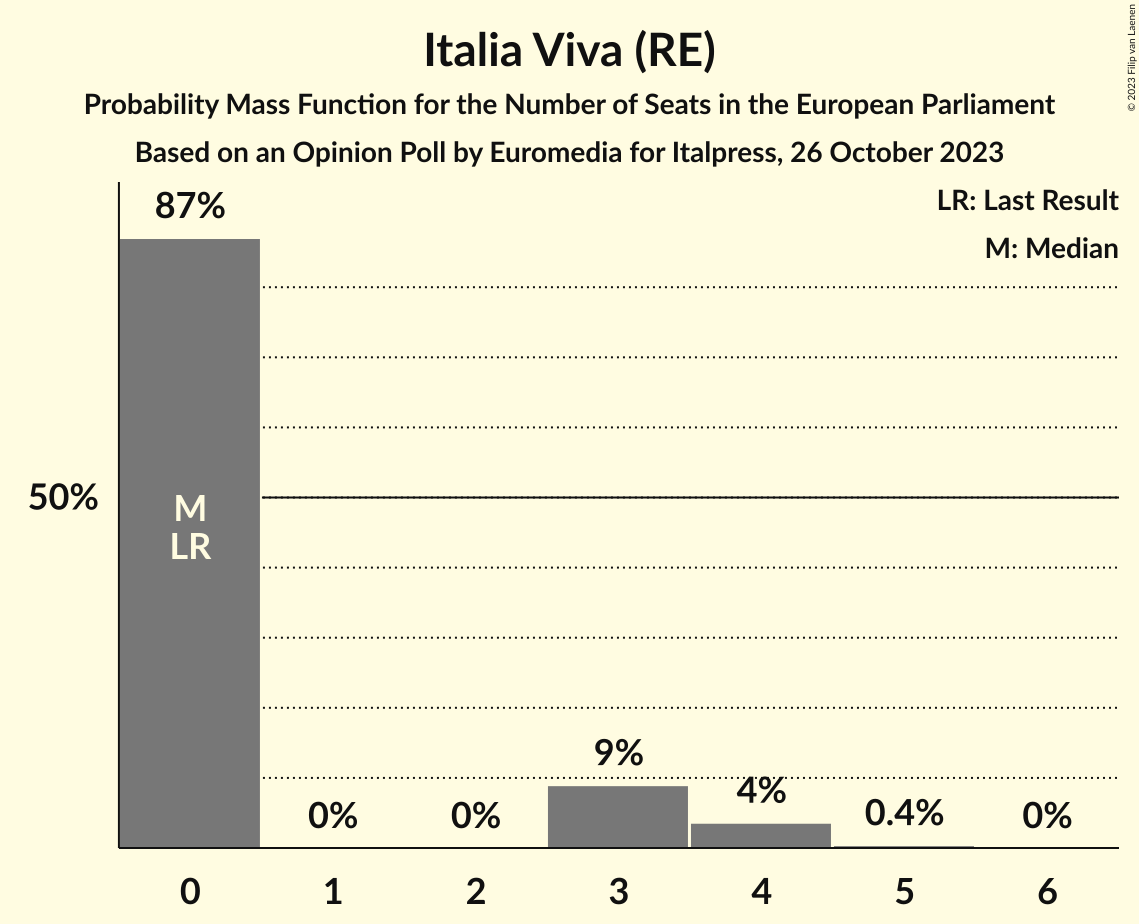 Italia Viva (RE)
Probability Mass Function for the Number of Seats in the European Parliament
Based on an Opinion Poll by Euromedia for Italpress, 26 October 2023
© 2023 Filip van Laenen
LR: Last Result
M: Median
87%
50%
M
LR
0%
0%
9%
4%
0.4%
0%
0
1
2
3
4
5
6